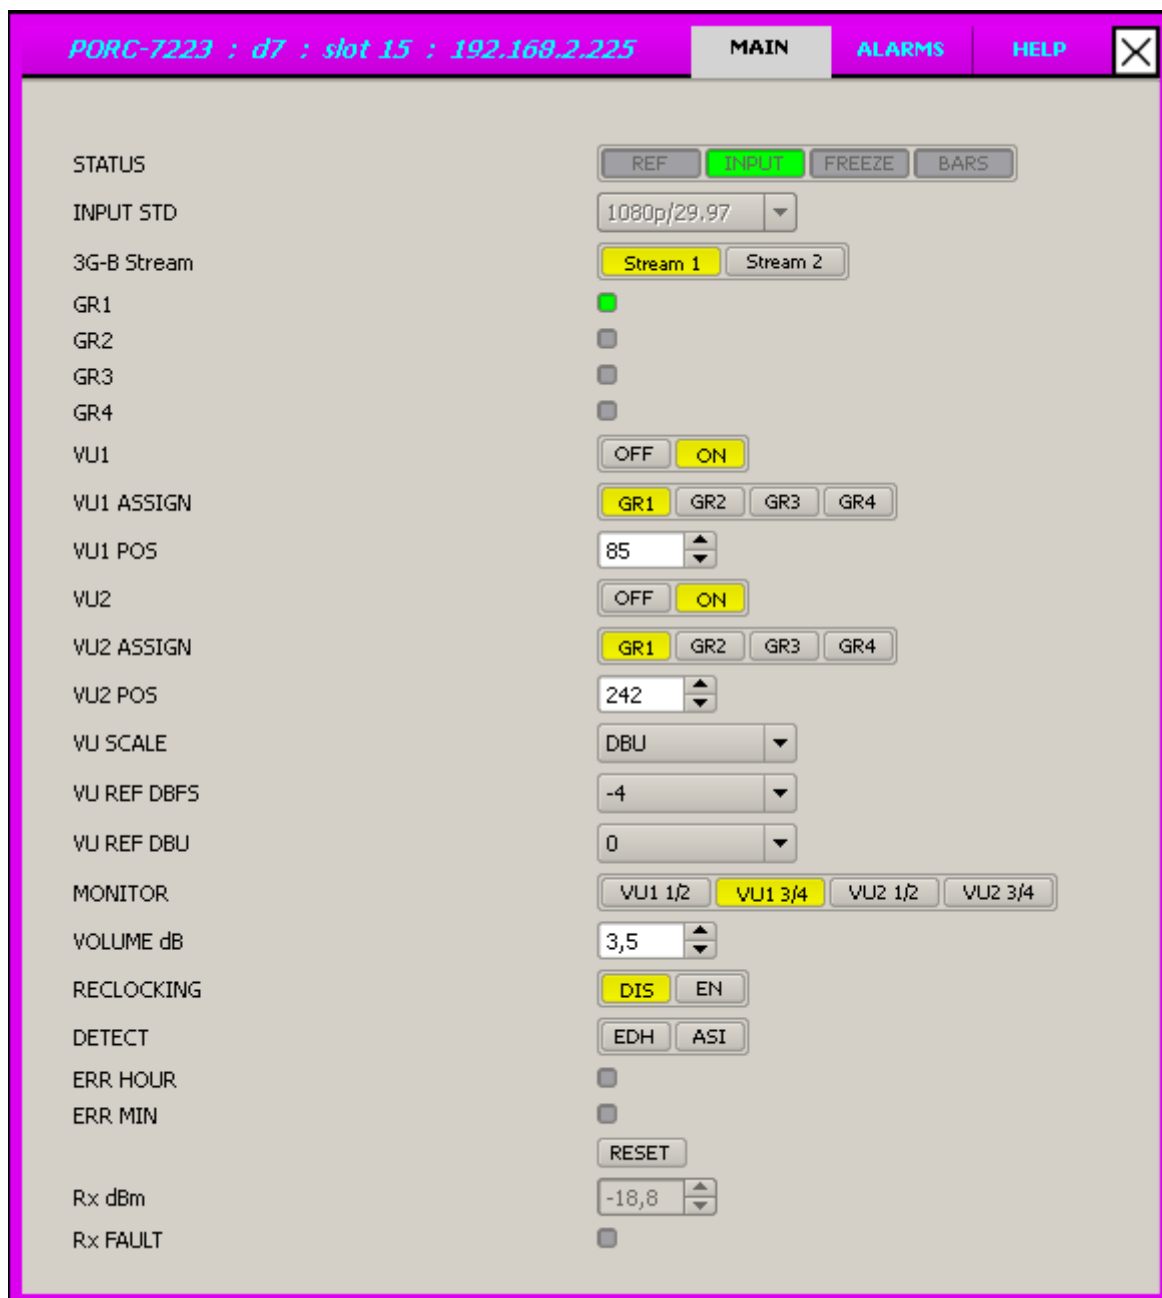 PORC-7223 : d7 : slot 15 : 192.168.2.225 MAIN ALARMS HELP
STATUS REF INPUT FREEZE BARS
INPUT STD 1080p/29.97
3G-B Stream Stream 1 Stream 2
GR1
GR2
GR3
GR4
VU1 OFF ON
VU1 ASSIGN GR1 GR2 GR3 GR4
VU1 POS 85
VU2 OFF ON
VU2 ASSIGN GR1 GR2 GR3 GR4
VU2 POS 242
VU SCALE DBU
VU REF DBFS -4
VU REF DBU 0
MONITOR VU1 1/2 VU1 3/4 VU2 1/2 VU2 3/4
VOLUME dB 3,5
RECLOCKING DIS EN
DETECT EDH ASI
ERR HOUR
ERR MIN
RESET
Rx dBm -18,8
Rx FAULT